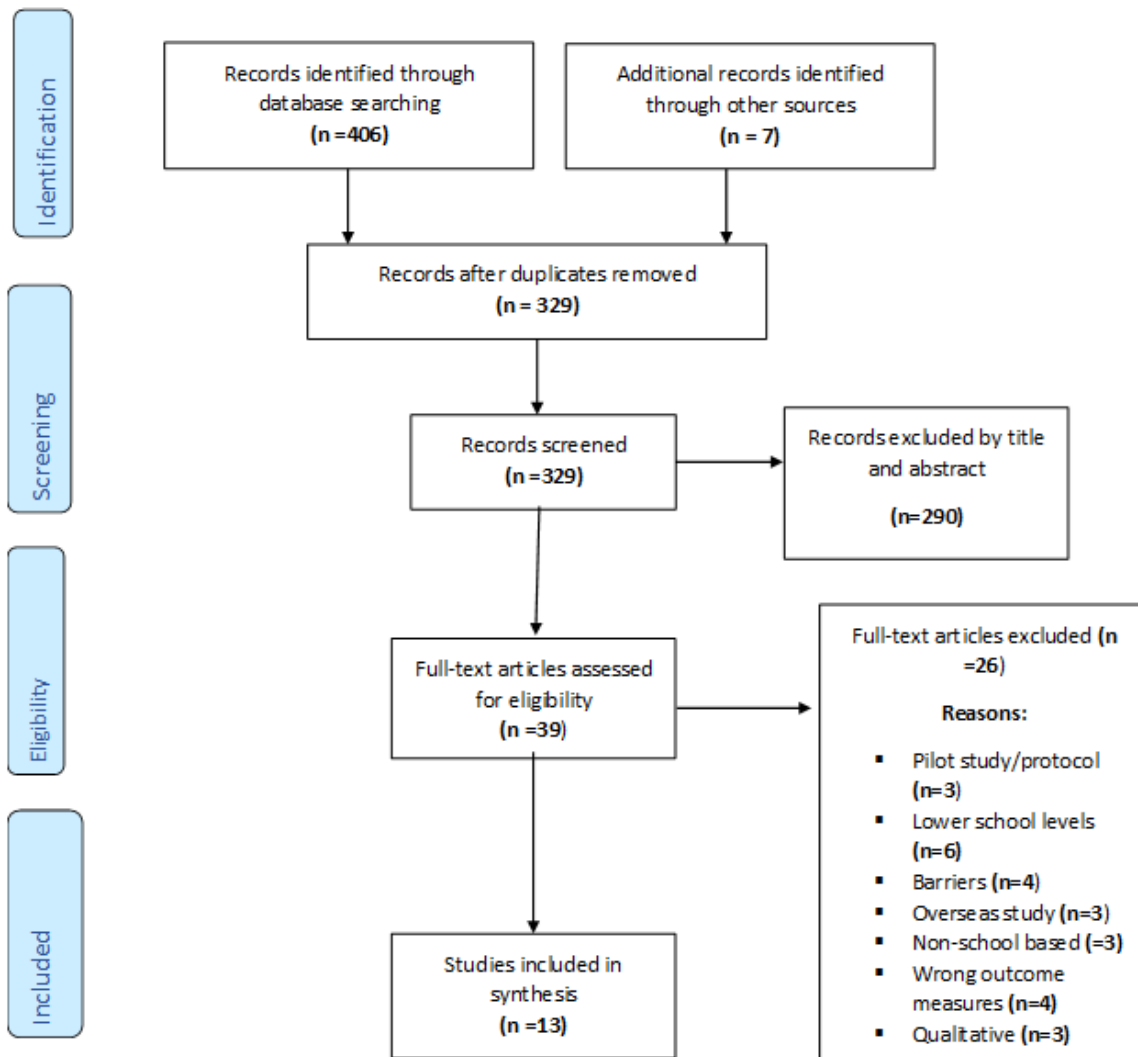 Identification
Records identified through
database searching
(n =406)
Additional records identified
through other sources
(n = 7)
Records after duplicates removed
(n = 329)
Screening
Records screened
(n =329)
Records excluded by title
and abstract
(n=290)
Eligibility
Full-text articles assessed
for eligibility
(n =39)
Full-text articles excluded (n
=26)
Reasons:
▪ Pilot study/protocol
(n=3)
▪ Lower school levels
(n=6)
▪ Barriers (n=4)
▪ Overseas study (n=3)
▪ Non-school based (=3)
▪ Wrong outcome
measures (n=4)
▪ Qualitative (n=3)
Included
Studies included in
synthesis
(n =13)